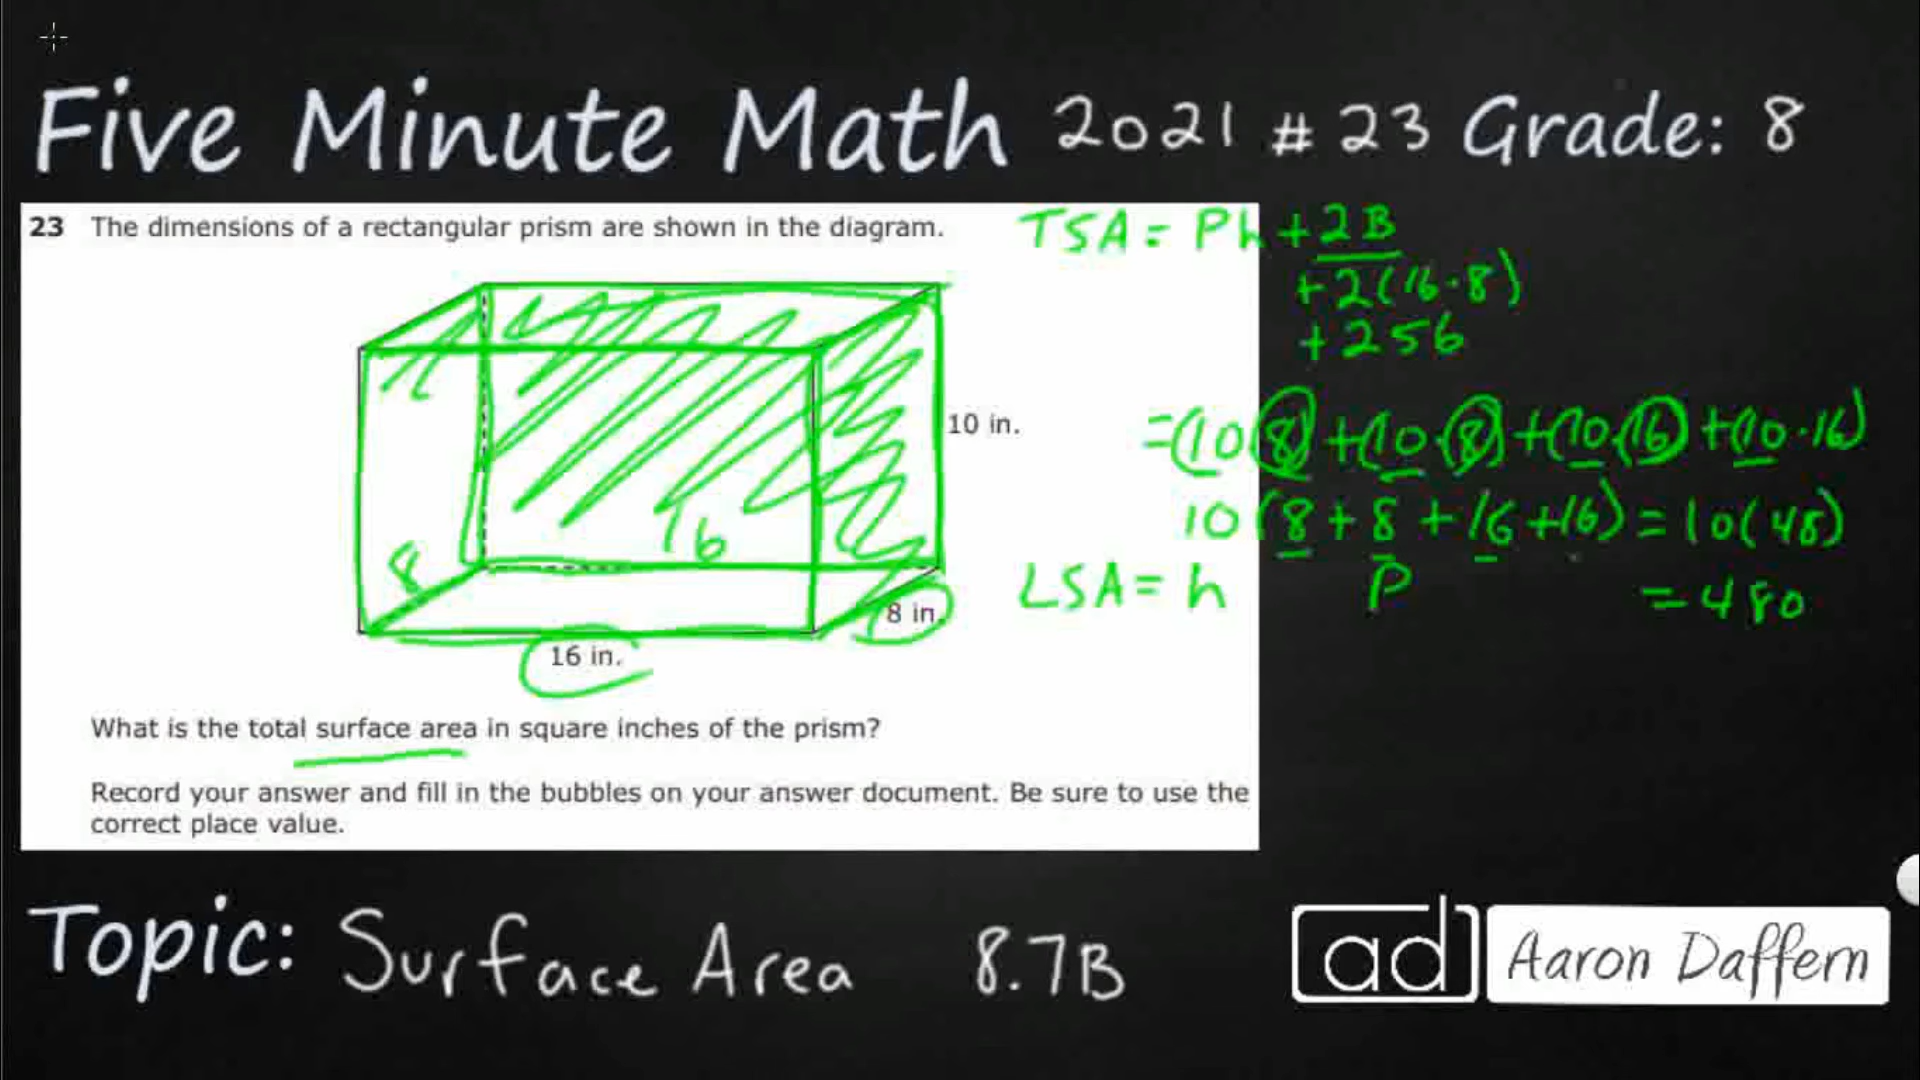 Five Minute Math 2021 # 23 Grade: 8
23 The dimensions of a rectangular prism are shown in the diagram.
TSA = Ph + 2B
+ 2(16·8)
+ 256
10 in.
=(10·8)+(10·8)+(10·16)+(10·16)
10(8+8+16+16)=10(48)
16
8
LSA = h P = 480
8 in.
16 in.
What is the total surface area in square inches of the prism?
Record your answer and fill in the bubbles on your answer document. Be sure to use the
correct place value.
Topic: Surface Area 8.7B
ad Aaron Daffern